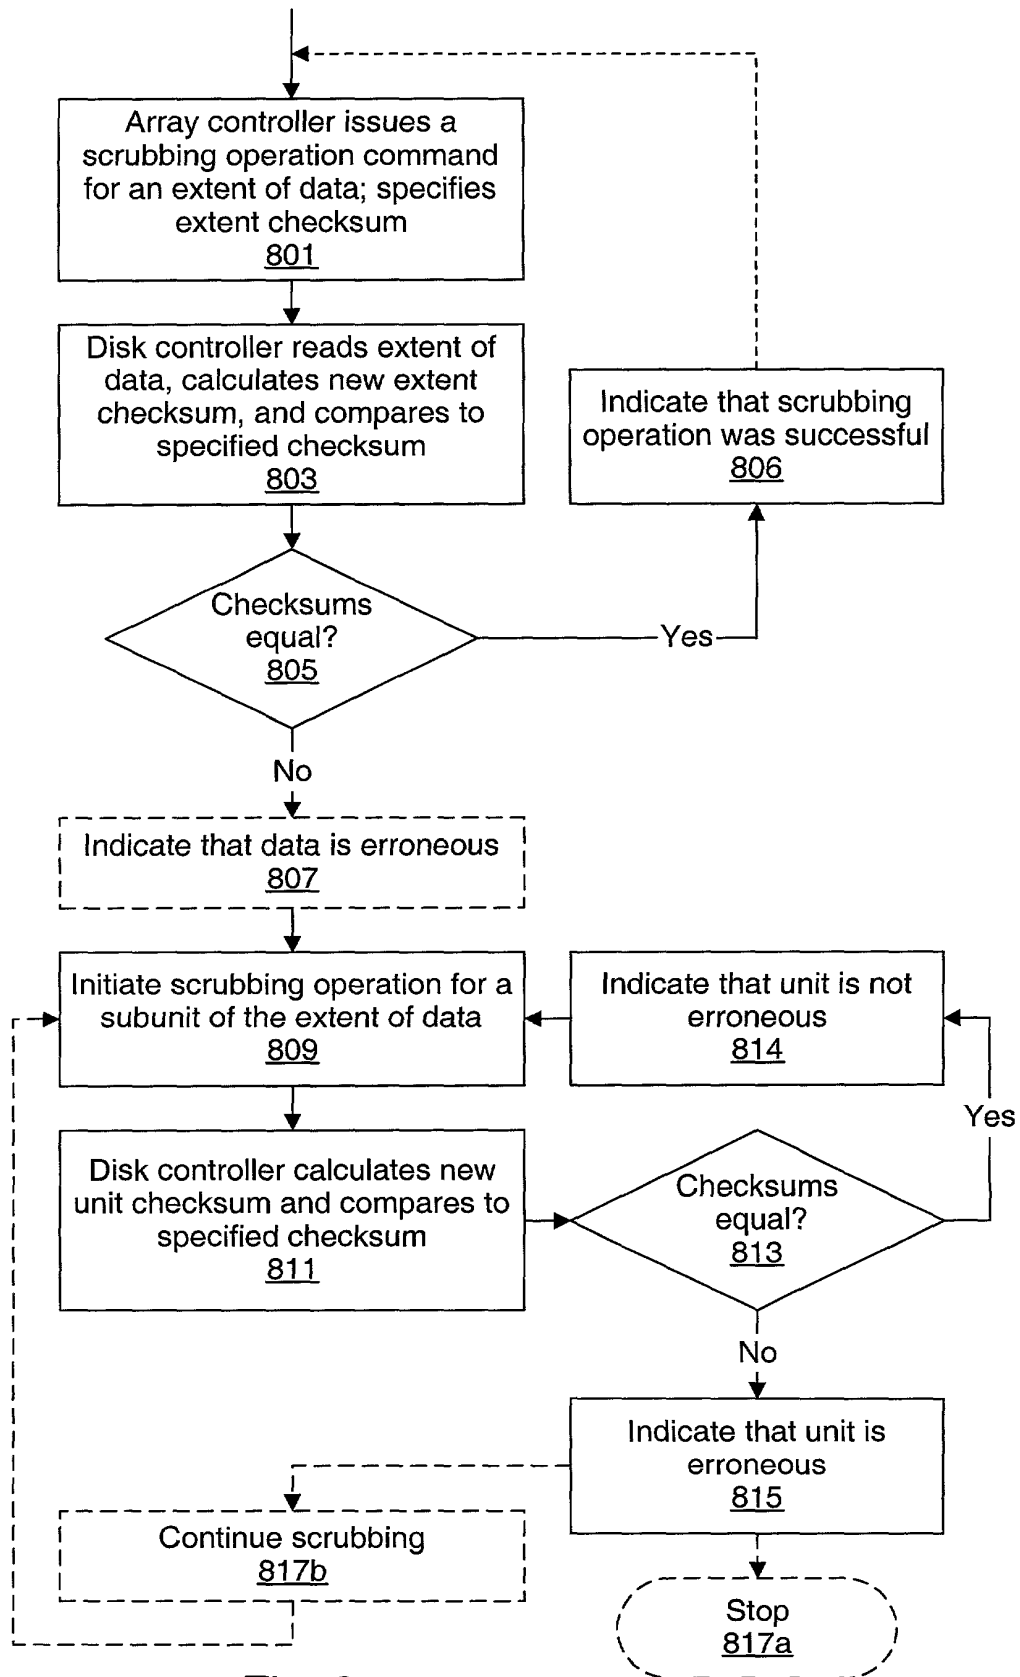 Array controller issues a
scrubbing operation command
for an extent of data; specifies
extent checksum
801
Disk controller reads extent of
data, calculates new extent
checksum, and compares to
specified checksum
803
Indicate that scrubbing
operation was successful
806
Checksums
equal?
805
Yes
No
Indicate that data is erroneous
807
Initiate scrubbing operation for a
subunit of the extent of data
809
Indicate that unit is not
erroneous
814
Yes
Disk controller calculates new
unit checksum and compares to
specified checksum
811
Checksums
equal?
813
No
Indicate that unit is
erroneous
815
Continue scrubbing
817b
Stop
817a